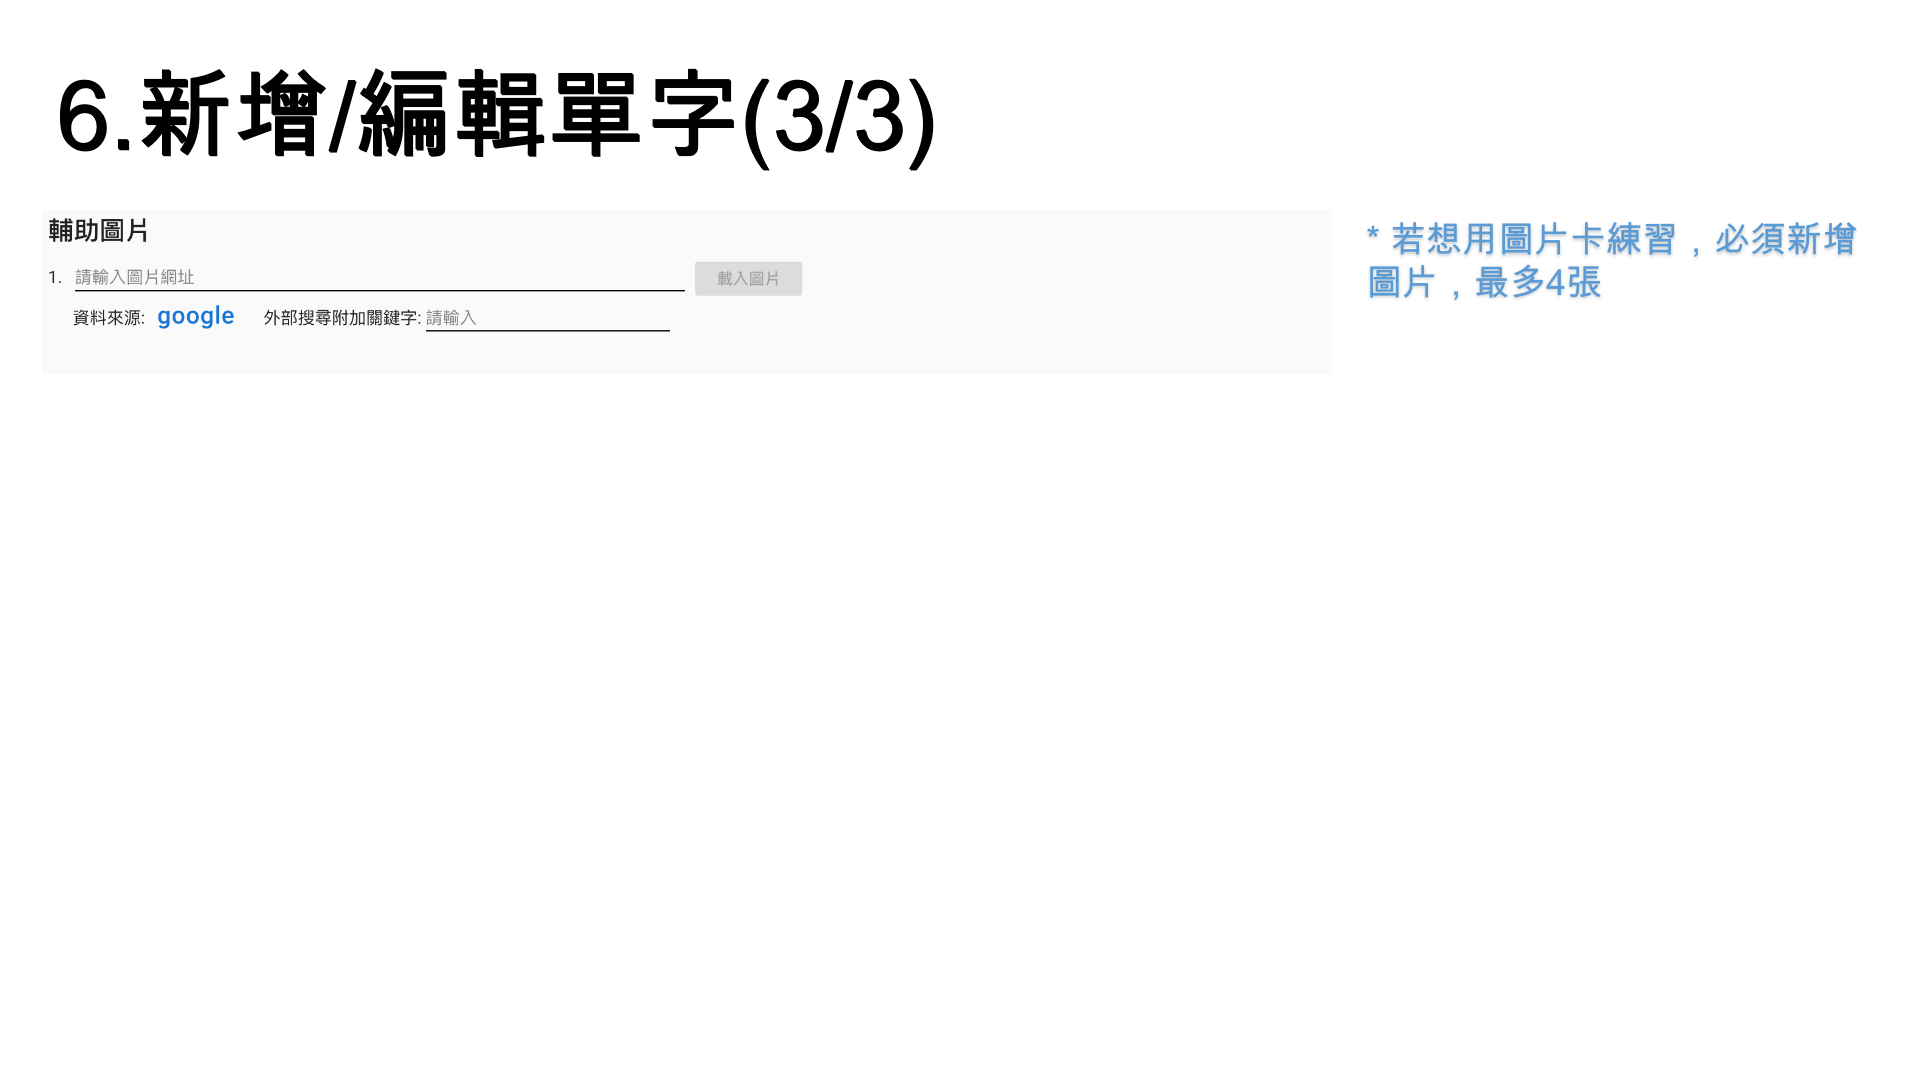 6.新增/編輯單字(3/3)
輔助圖片
1. 請輸入圖片網址 載入圖片
資料來源: google 外部搜尋附加關鍵字: 請輸入
* 若想用圖片卡練習，必須新增
圖片，最多4張